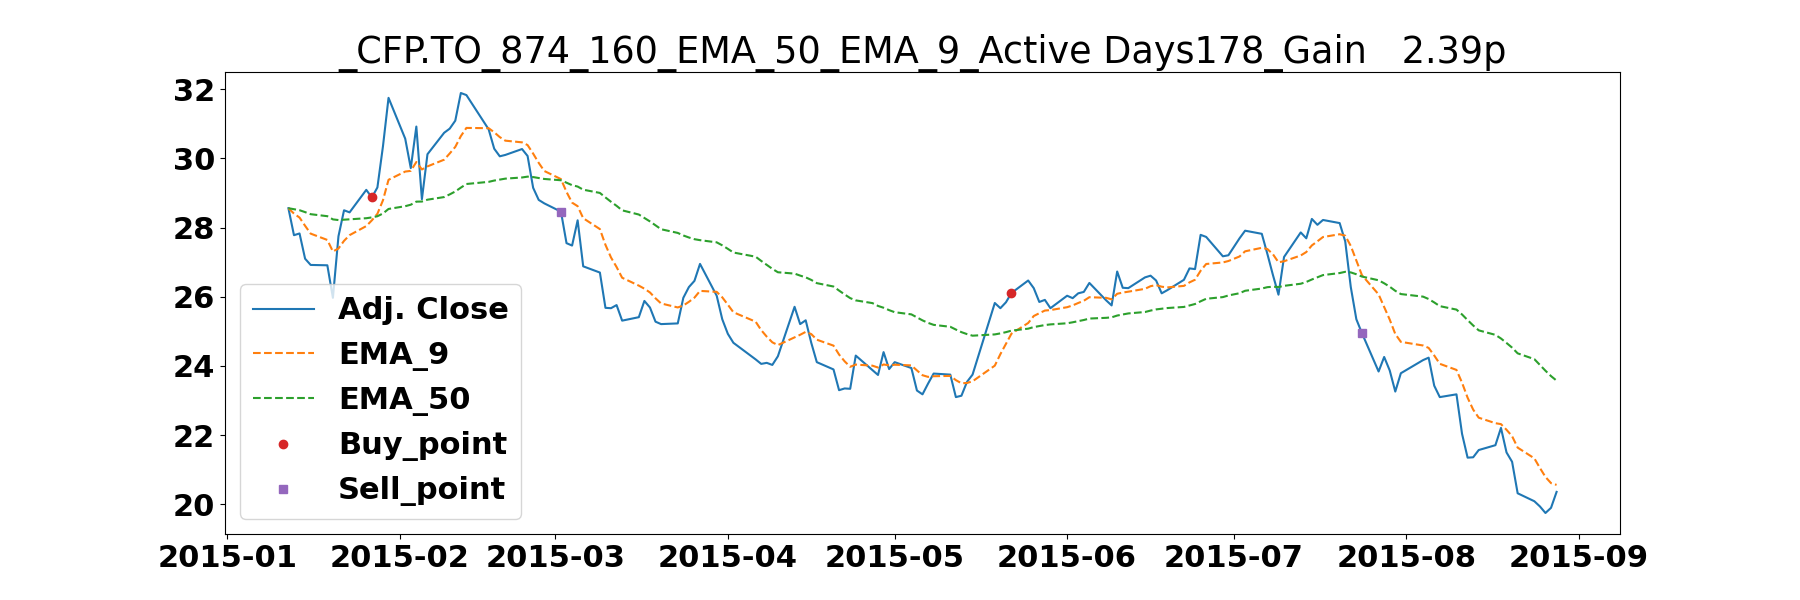 _CFP.TO_874_160_EMA_50_EMA_9_Active Days178_Gain   2.39p
32
30
28
26
24
22
20
Adj. Close
EMA_9
EMA_50
Buy_point
Sell_point
2015-01 2015-02 2015-03 2015-04 2015-05 2015-06 2015-07 2015-08 2015-09